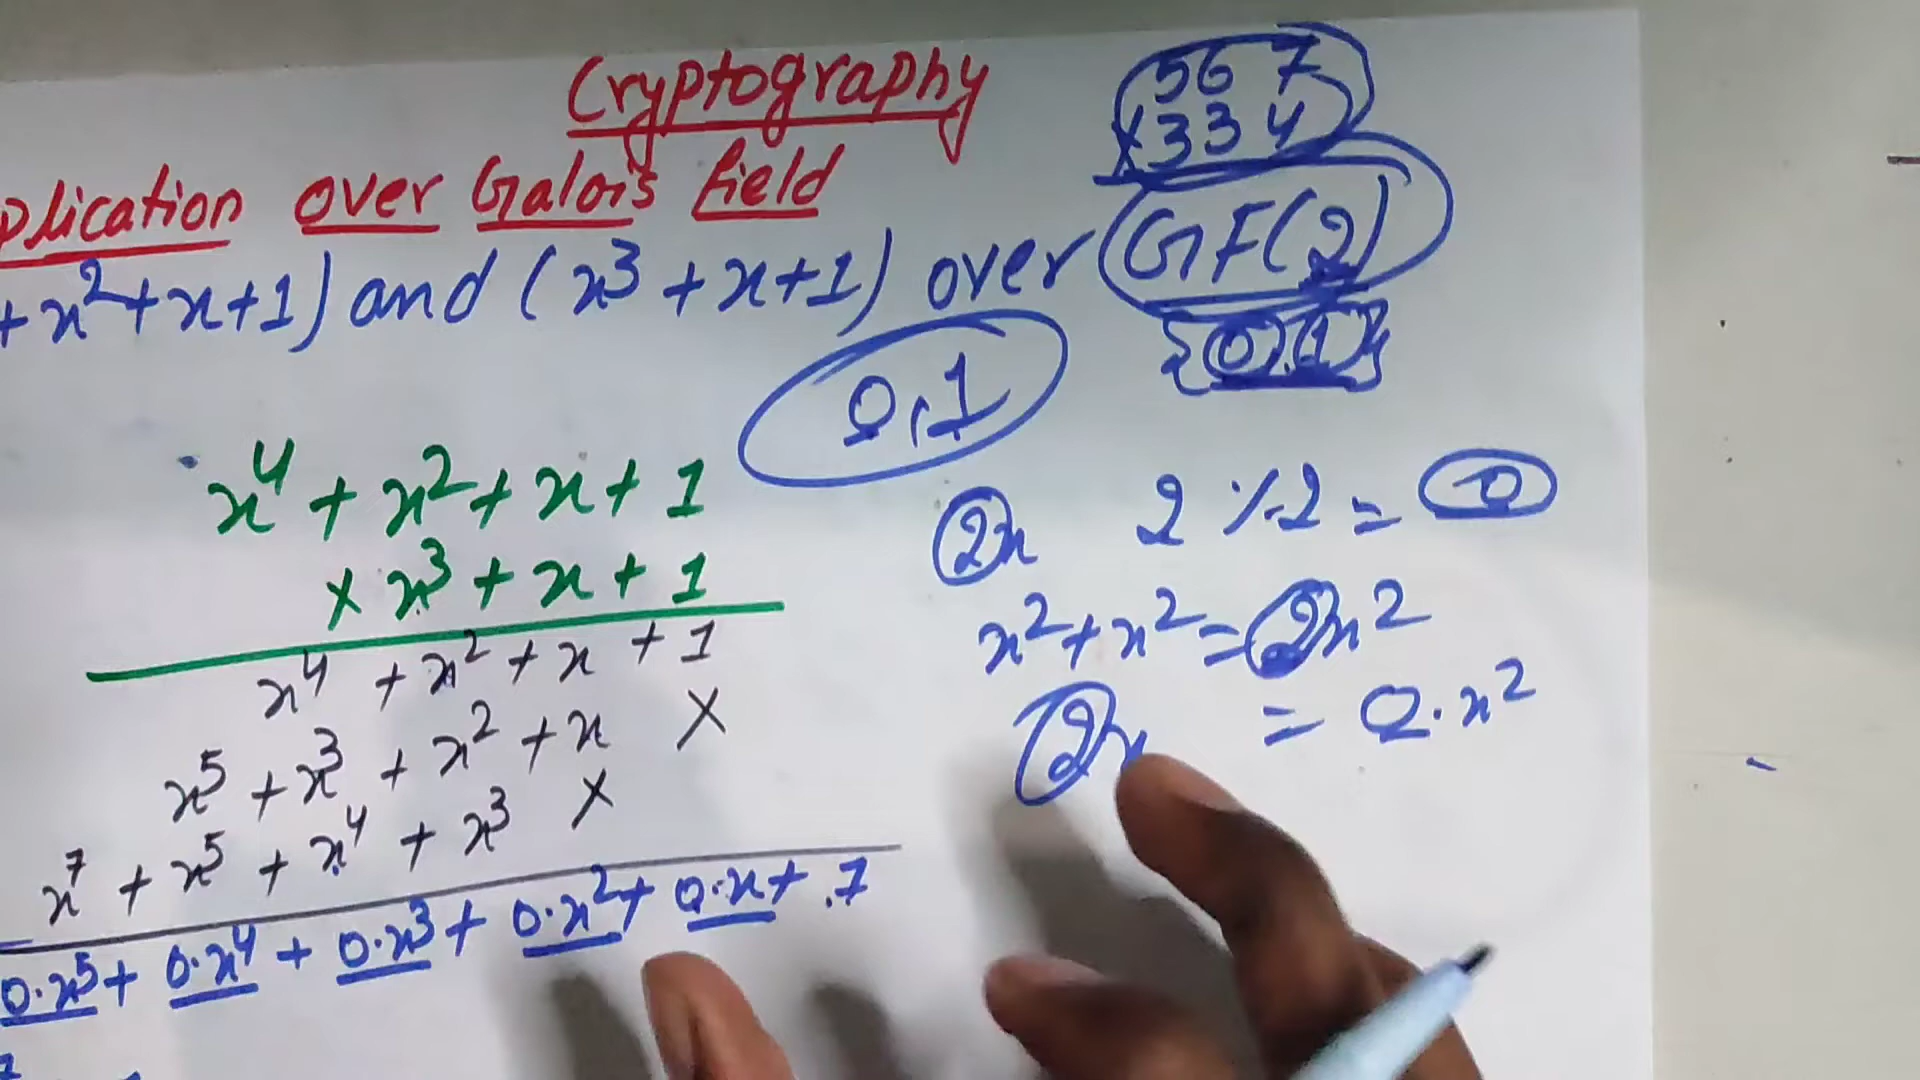 Cryptography
567
×334
plication over Galois field
+ x² + x + 1) and (x³ + x + 1) over GF(2)
{0,1}
0,1
x⁴ + x² + x + 1
× x³ + x + 1
x⁴ + x² + x + 1
x⁵ + x³ + x² + x ×
x⁷ + x⁵ + x⁴ + x³ ×
0·x⁵ + 0·x⁴ + 0·x³ + 0·x² + 0·x + 1
2x 2 % 2 = 0
x² + x² = 2x²
2x = 0·x²